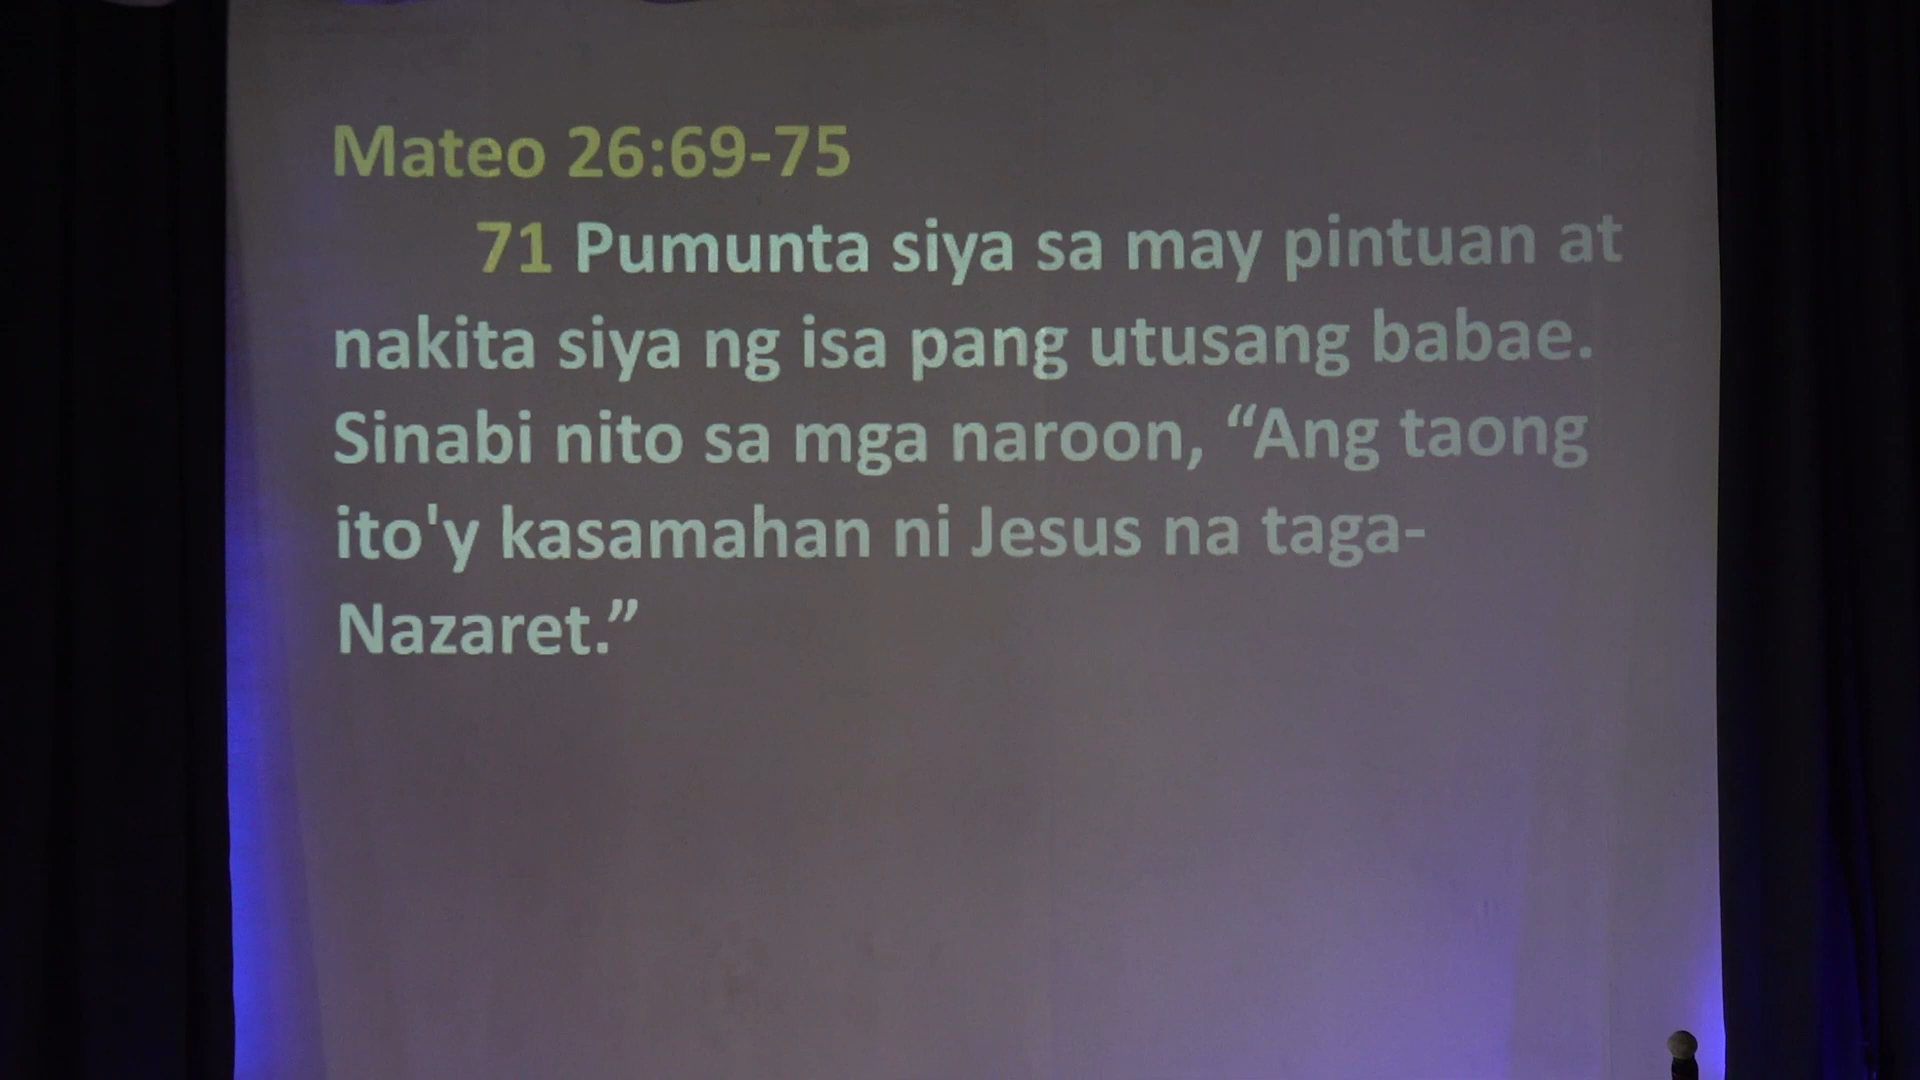 Mateo 26:69-75
71 Pumunta siya sa may pintuan at
nakita siya ng isa pang utusang babae.
Sinabi nito sa mga naroon, “Ang taong
ito'y kasamahan ni Jesus na taga-
Nazaret.”